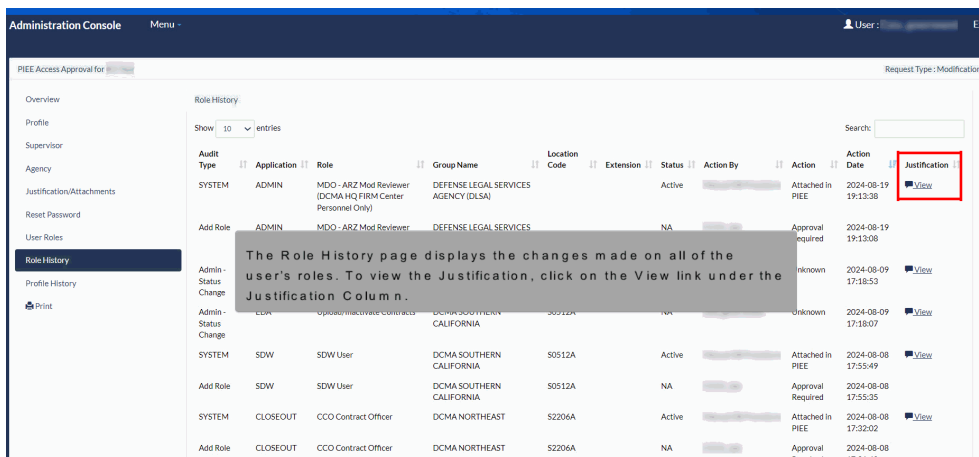 Administration Console Menu User :
PIEE Access Approval for Request Type : Modification
Overview
Profile
Supervisor
Agency
Justification/Attachments
Reset Password
User Roles
Role History
Profile History
Print
Role History
Show 10 entries Search:
Audit Type Application Role Group Name Location Code Extension Status Action By Action Action Date Justification
SYSTEM ADMIN MDO - ARZ Mod Reviewer DEFENSE LEGAL SERVICES Active Attached in 2024-08-19 View
(DCMA HQ FIRM Center AGENCY (DLSA) PIEE 19:13:38
Personnel Only)
Add Role ADMIN MDO - ARZ Mod Reviewer DEFENSE LEGAL SERVICES NA Approval 2024-08-19
19:13:08
The Role History page displays the changes made on all of the
user's roles. To view the Justification, click on the View link under the
Justification Column.
Admin - 2024-08-09 View
Status 17:18:53
Change
Admin - EDA Upload/Inactivate Contracts DCMA SOUTHERN S0512A NA Unknown 2024-08-09 View
Status CALIFORNIA 17:18:07
Change
SYSTEM SDW SDW User DCMA SOUTHERN S0512A Active Attached in 2024-08-08 View
CALIFORNIA PIEE 17:55:49
Add Role SDW SDW User DCMA SOUTHERN S0512A NA Approval 2024-08-08
CALIFORNIA Required 17:55:35
SYSTEM CLOSEOUT CCO Contract Officer DCMA NORTHEAST S2206A Active Attached in 2024-08-08 View
PIEE 17:32:02
Add Role CLOSEOUT CCO Contract Officer DCMA NORTHEAST S2206A NA Approval 2024-08-08